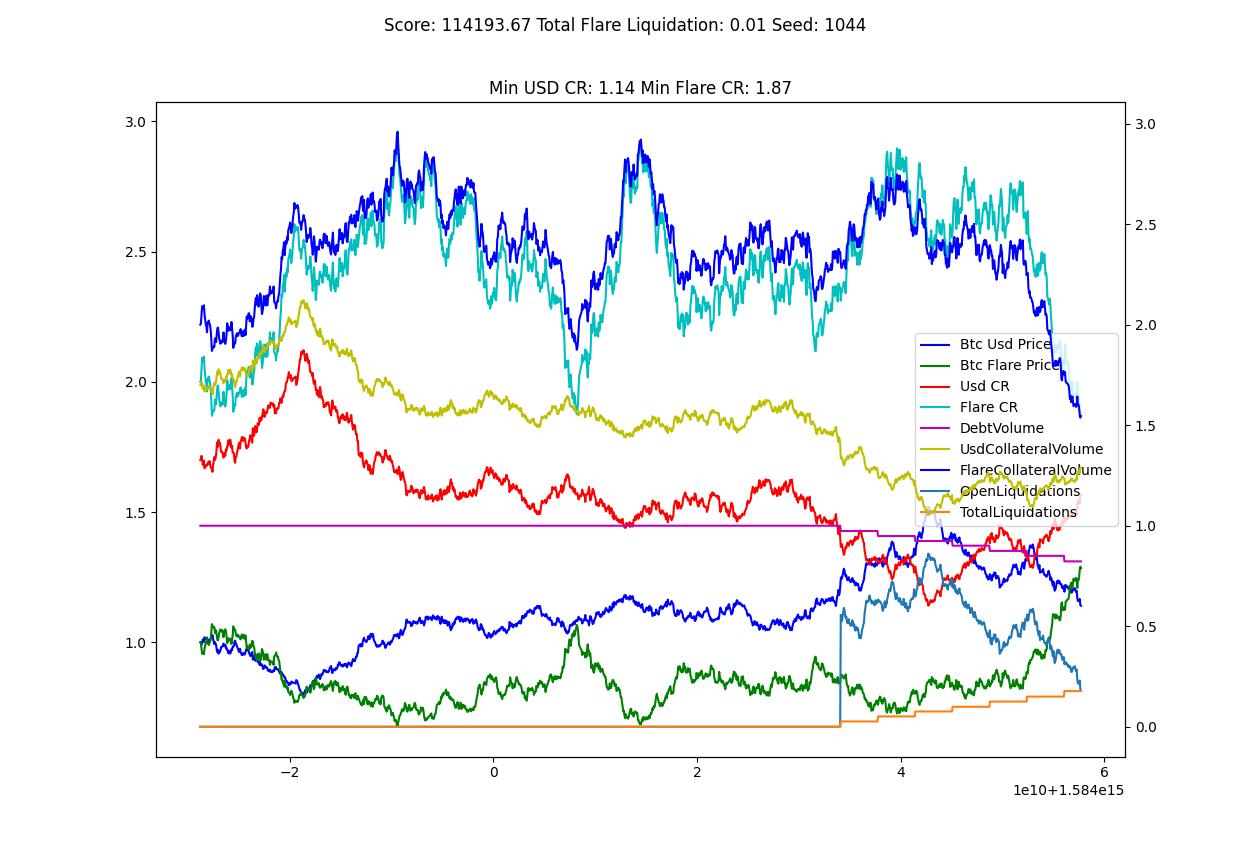 Score: 114193.67 Total Flare Liquidation: 0.01 Seed: 1044
Min USD CR: 1.14 Min Flare CR: 1.87
3.0
2.5
2.0
1.5
1.0
3.0
2.5
2.0
1.5
1.0
0.5
0.0
Btc Usd Price
Btc Flare Price
Usd CR
Flare CR
DebtVolume
UsdCollateralVolume
FlareCollateralVolume
OpenLiquidations
TotalLiquidations
−2 0 2 4 6
1e10+1.584e15